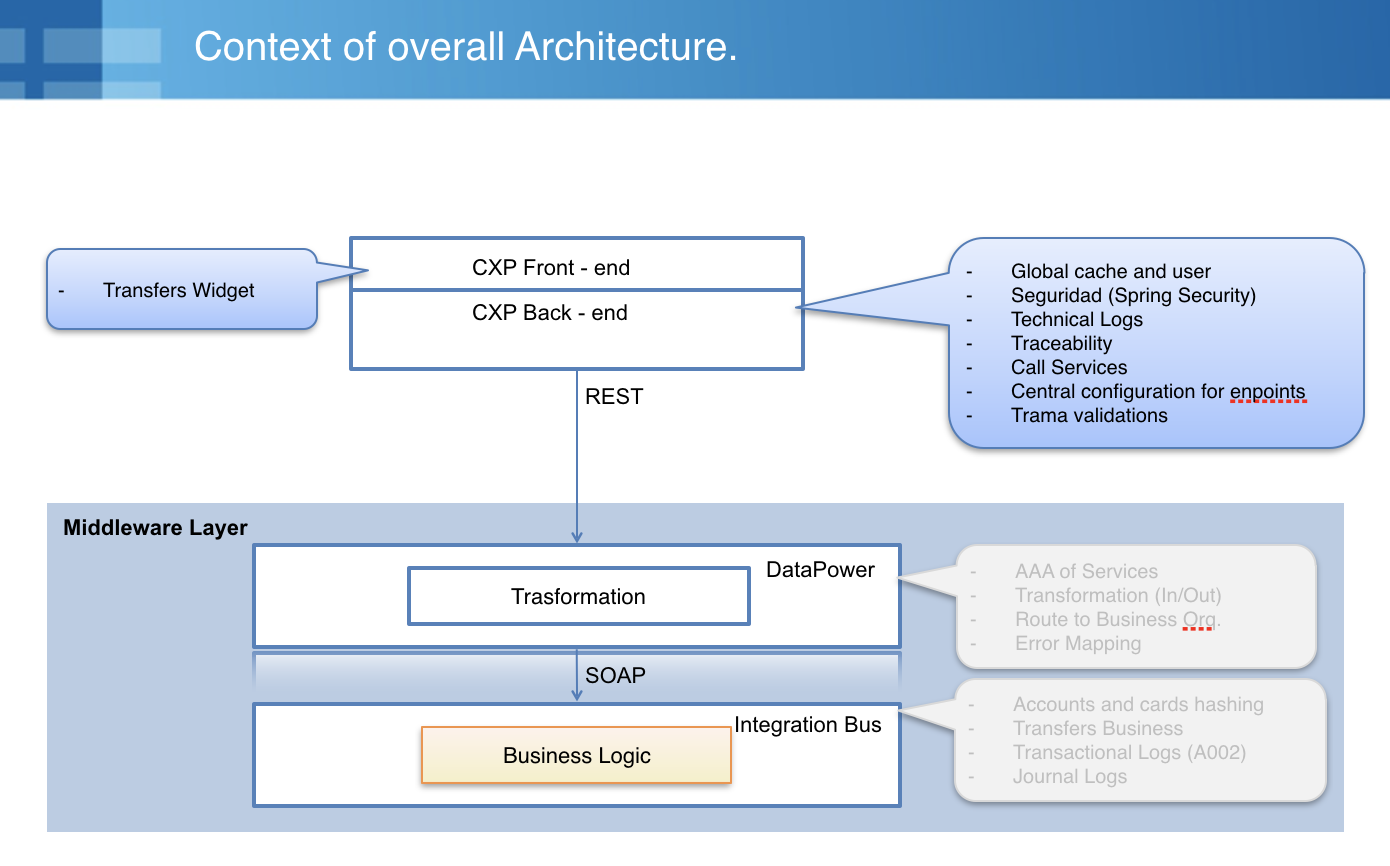 Context of overall Architecture.
- Transfers Widget
CXP Front - end
CXP Back - end
- Global cache and user
- Seguridad (Spring Security)
- Technical Logs
- Traceability
- Call Services
- Central configuration for enpoints
- Trama validations
REST
Middleware Layer
DataPower
Trasformation
- AAA of Services
- Transformation (In/Out)
- Route to Business Orq.
- Error Mapping
SOAP
Integration Bus
Business Logic
- Accounts and cards hashing
- Transfers Business
- Transactional Logs (A002)
- Journal Logs